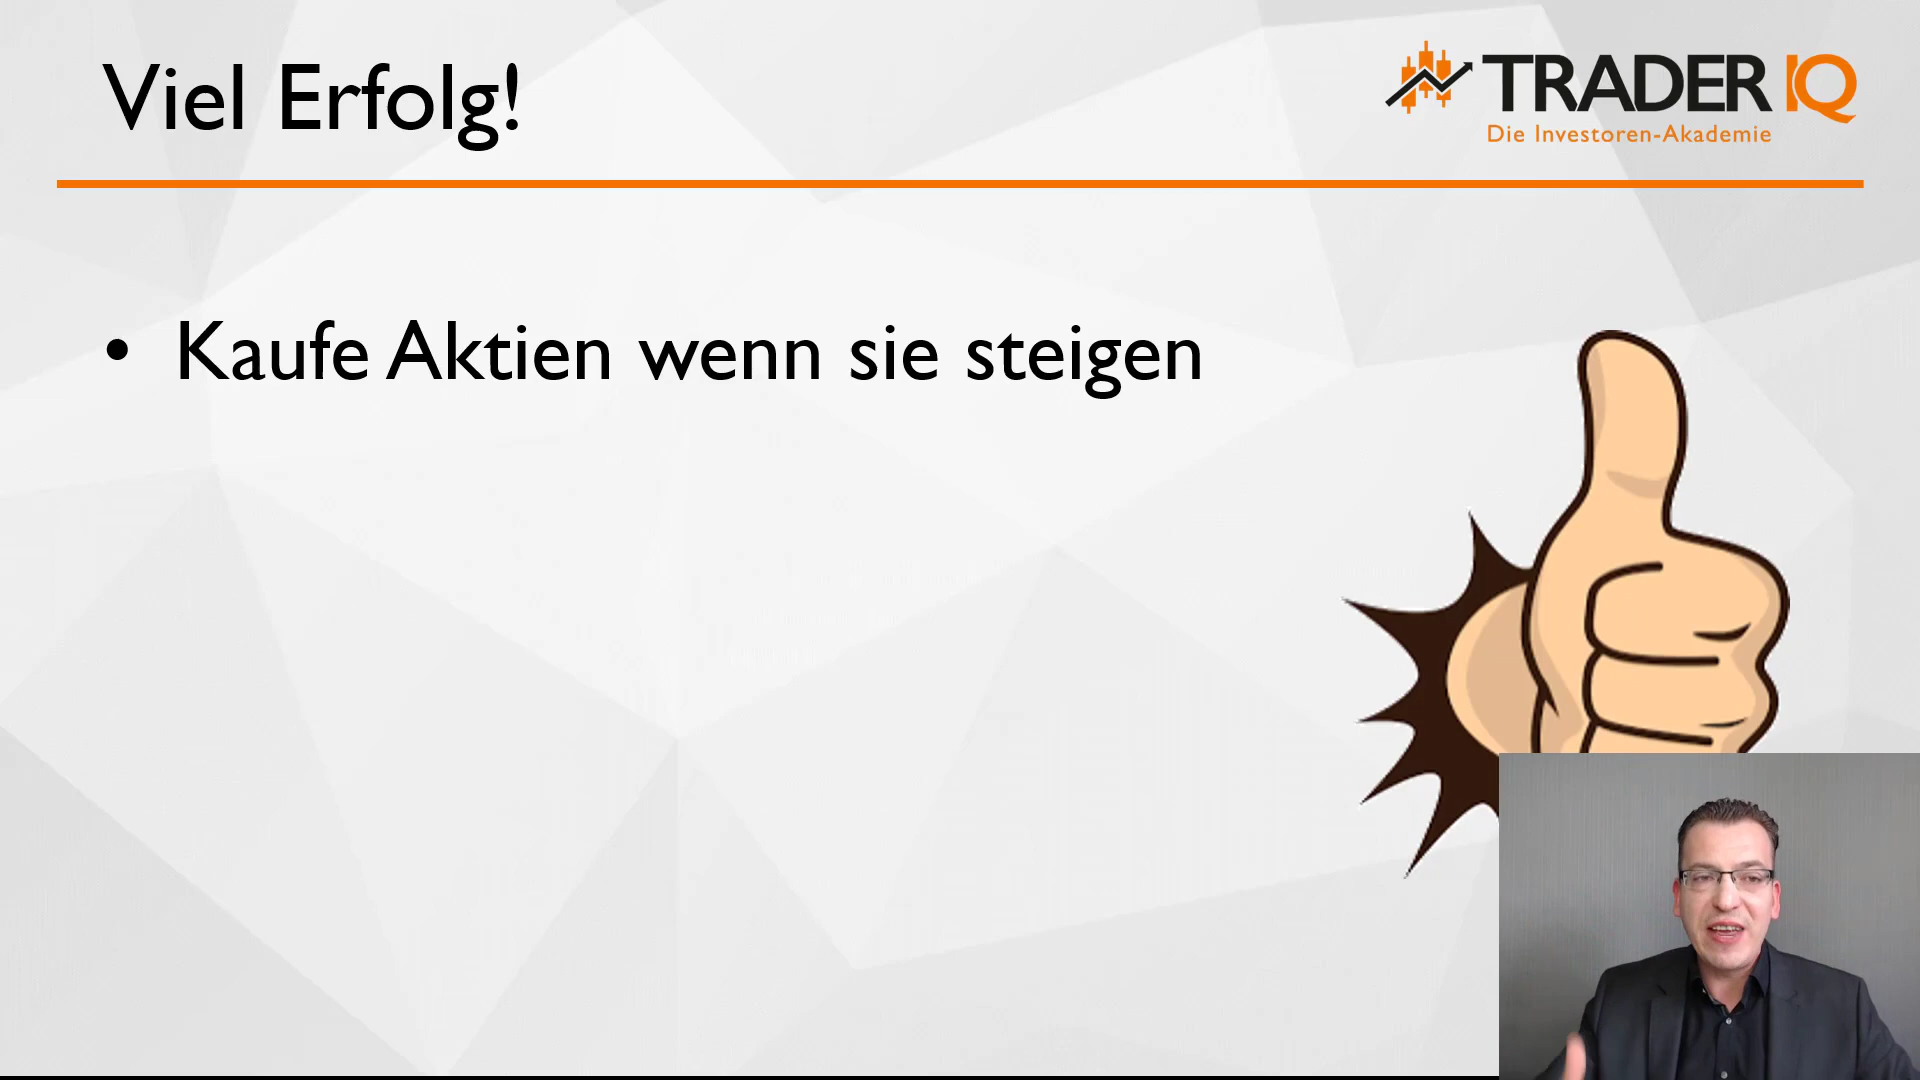 Viel Erfolg!
TRADER IQ
Die Investoren-Akademie
• Kaufe Aktien wenn sie steigen